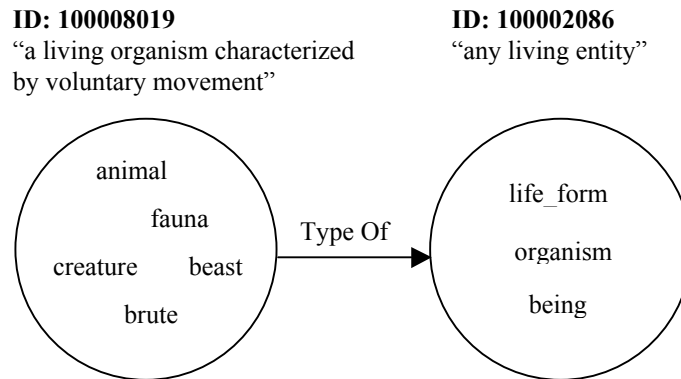 ID: 100008019
“a living organism characterized
by voluntary movement”
ID: 100002086
“any living entity”
animal
fauna
creature beast
brute
Type Of
life_form
organism
being